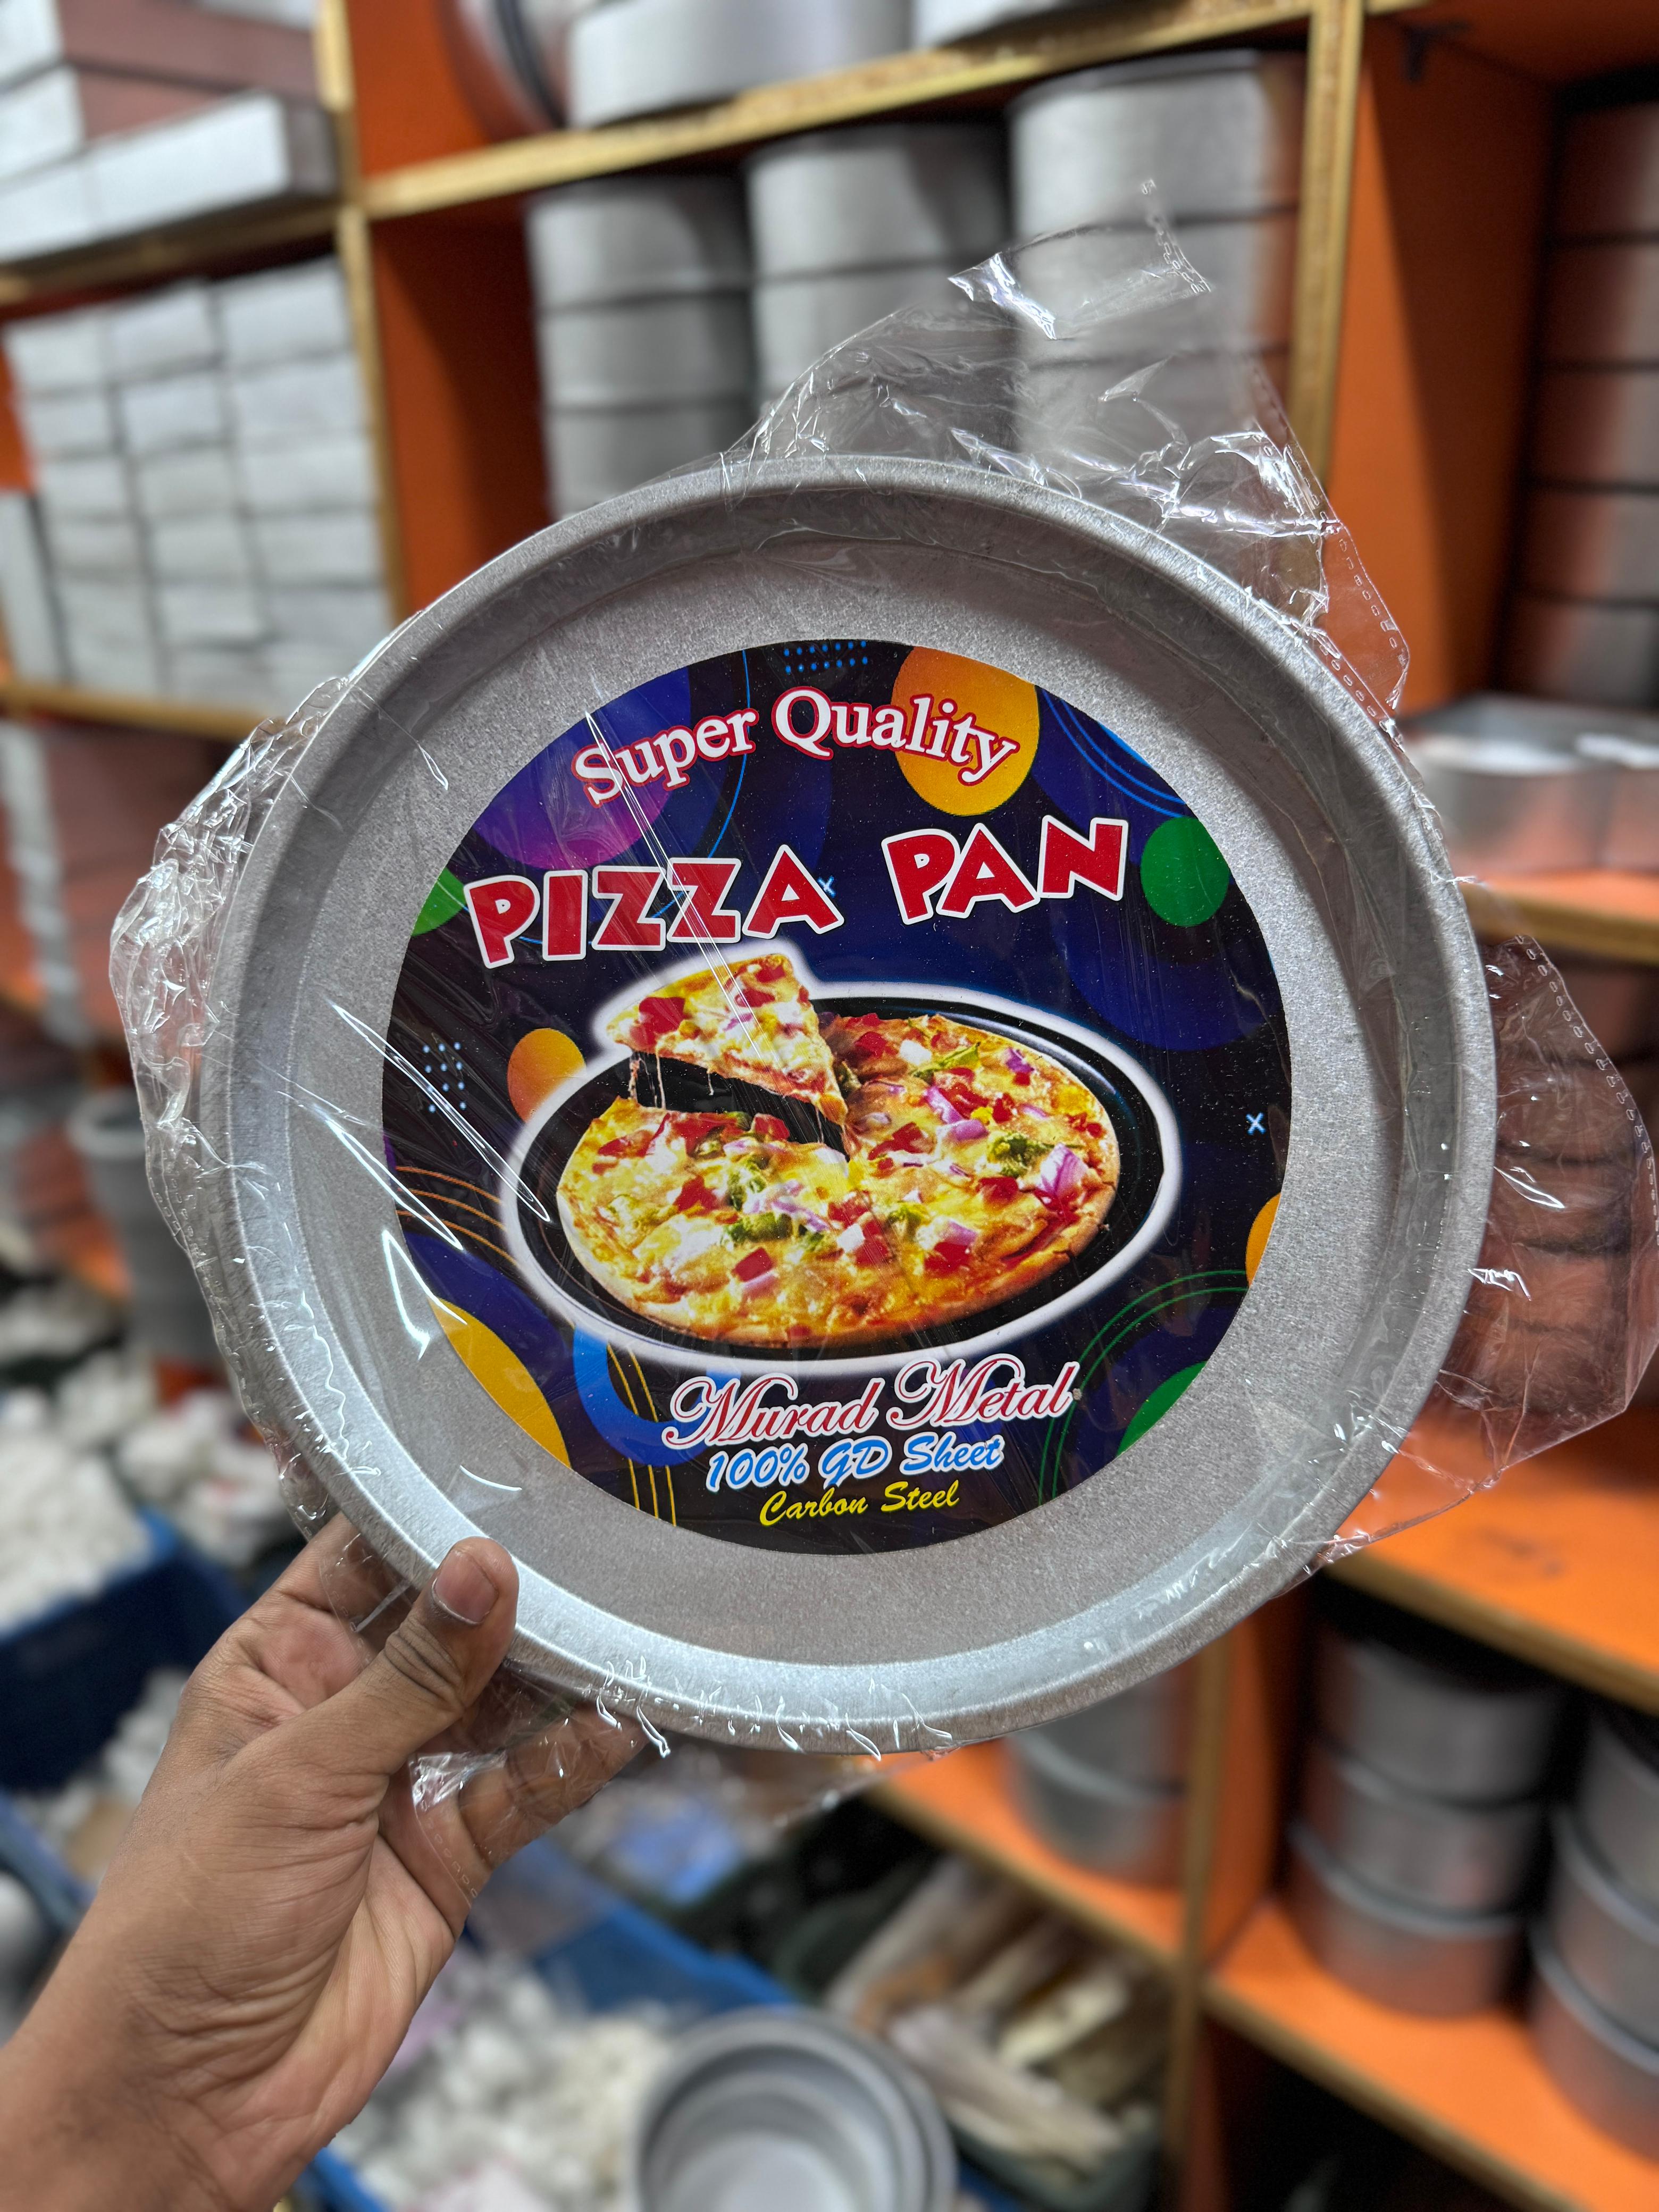 Super Quality
PIZZA PAN
Murad Metal
100% GD Sheet
Carbon Steel